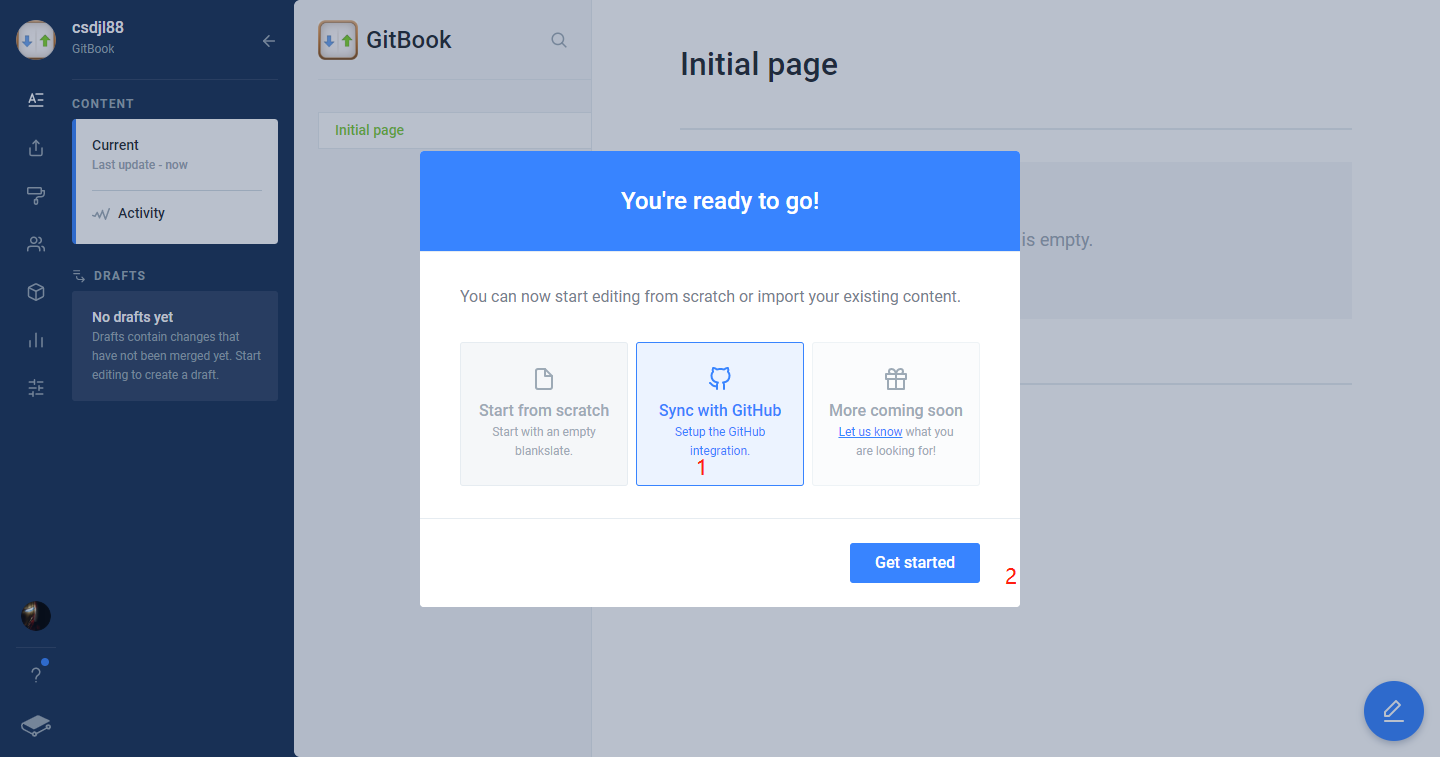 csdjl88
GitBook
CONTENT
Current
Last update - now
Activity
DRAFTS
No drafts yet
Drafts contain changes that
have not been merged yet. Start
editing to create a draft.
GitBook
Initial page
Initial page
is empty.
You're ready to go!
You can now start editing from scratch or import your existing content.
Start from scratch
Start with an empty
blankslate.
Sync with GitHub
Setup the GitHub
integration.
1
More coming soon
Let us know what you
are looking for!
Get started
2
?